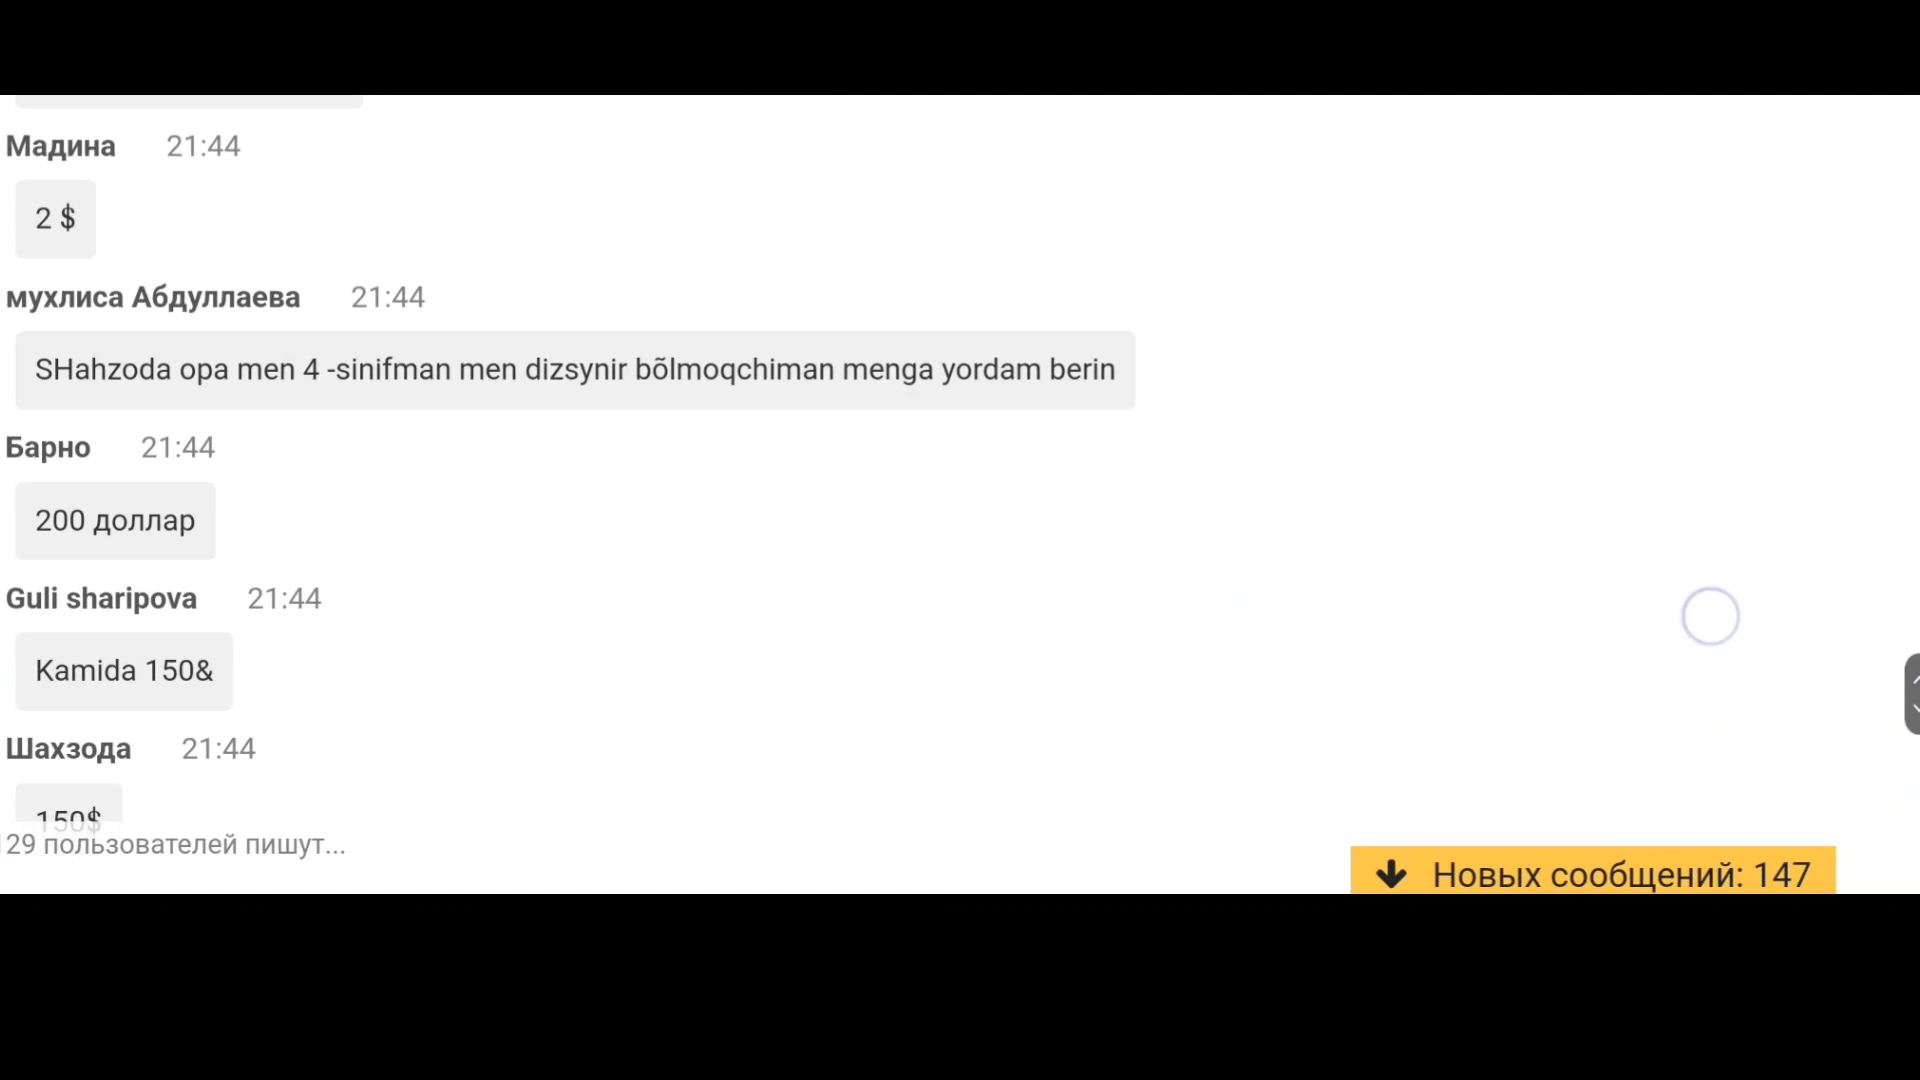 Мадина 21:44
2 $
мухлиса Абдуллаева 21:44
SHahzoda opa men 4 -sinifman men dizsynir bõlmoqchiman menga yordam berin
Барно 21:44
200 доллар
Guli sharipova 21:44
Kamida 150&
Шахзода 21:44
150$
129 пользователей пишут...
Новых сообщений: 147